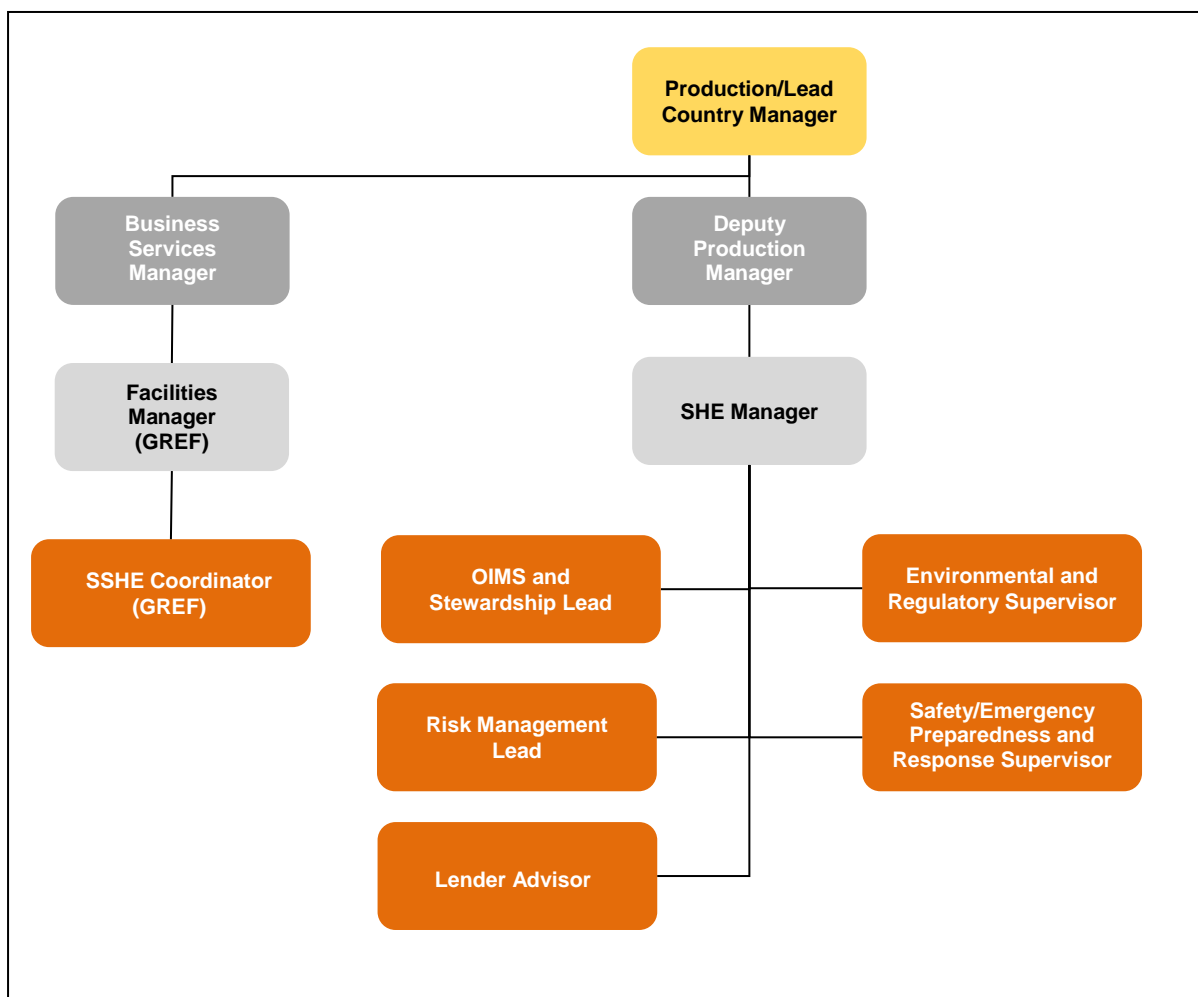 Production/Lead
Country Manager
Business
Services
Manager
Deputy
Production
Manager
Facilities
Manager
(GREF)
SHE Manager
SSHE Coordinator
(GREF)
OIMS and
Stewardship Lead
Environmental and
Regulatory Supervisor
Risk Management
Lead
Safety/Emergency
Preparedness and
Response Supervisor
Lender Advisor